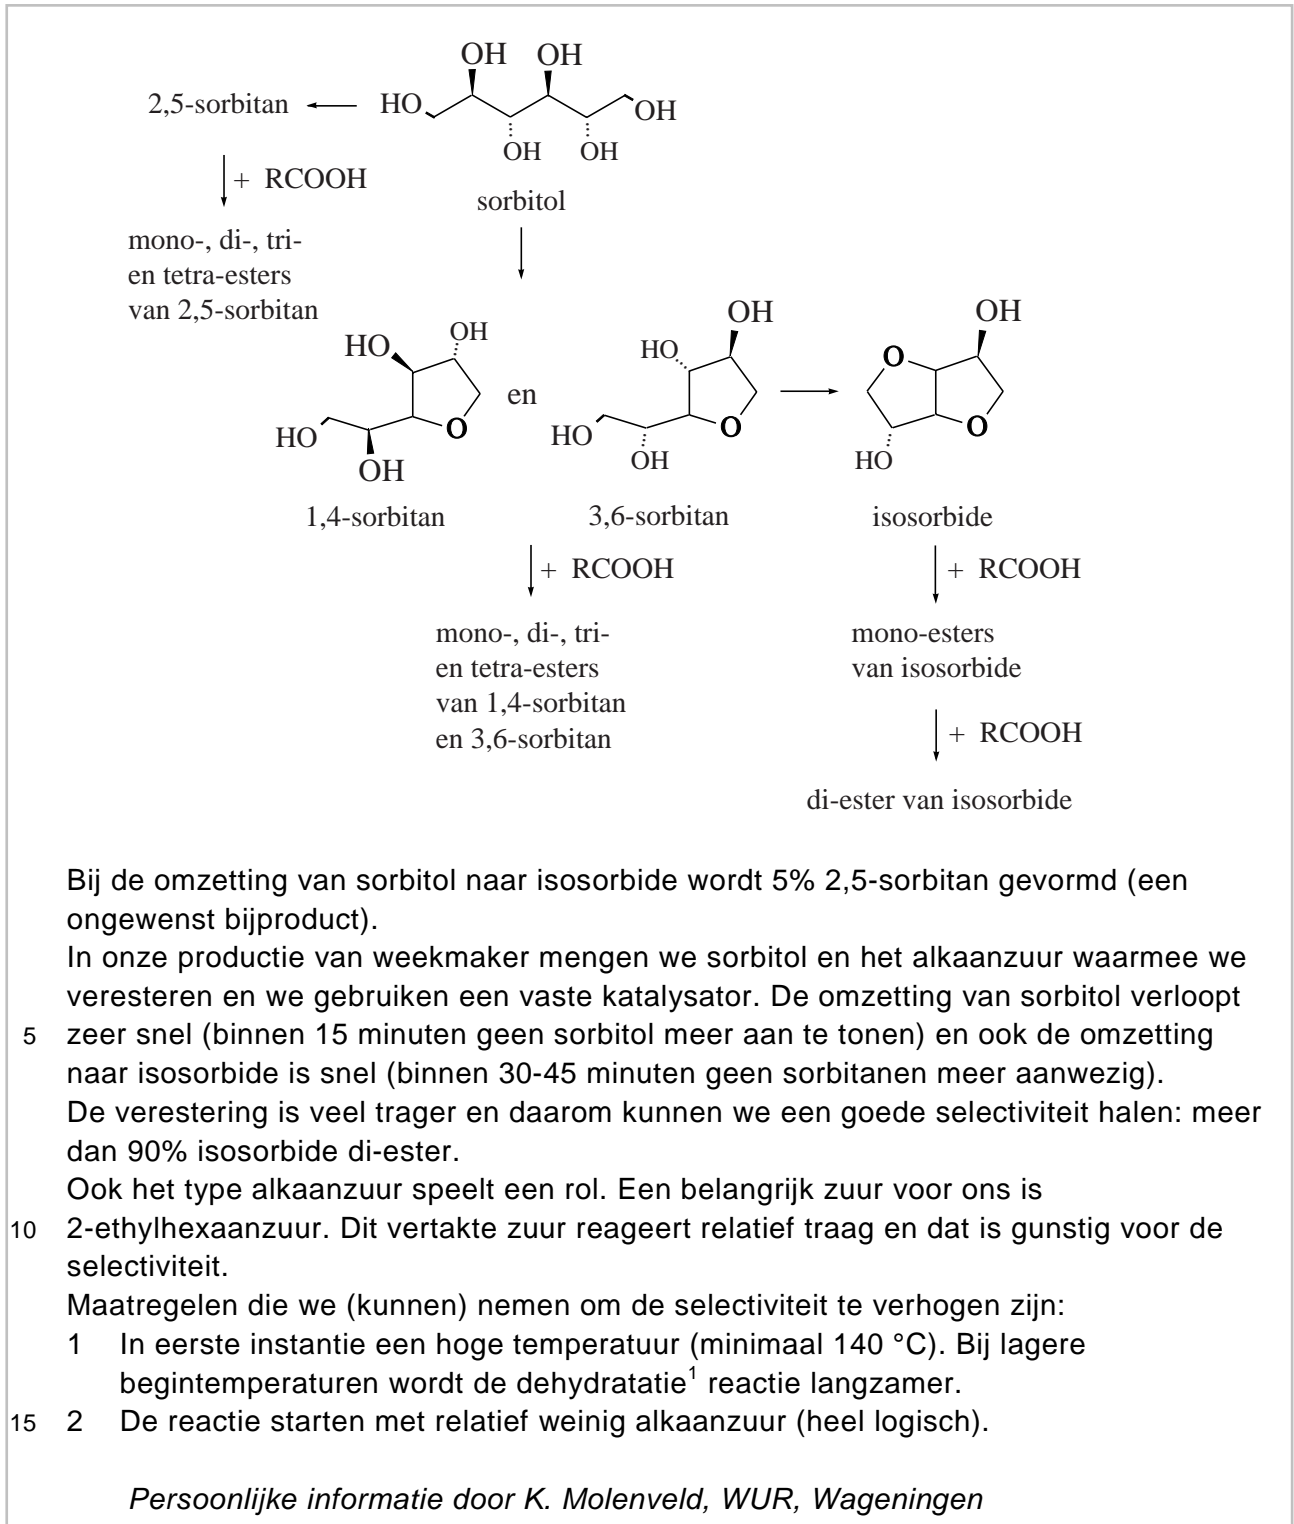 OH OH
2,5-sorbitan HO OH
OH OH
+ RCOOH
sorbitol
mono-, di-, tri-
en tetra-esters
van 2,5-sorbitan
HO OH
O
HO
OH
1,4-sorbitan
en
OH
HO
O
HO
OH
3,6-sorbitan
OH
O
O
HO
isosorbide
+ RCOOH
mono-, di-, tri-
en tetra-esters
van 1,4-sorbitan
en 3,6-sorbitan
+ RCOOH
mono-esters
van isosorbide
+ RCOOH
di-ester van isosorbide
Bij de omzetting van sorbitol naar isosorbide wordt 5% 2,5-sorbitan gevormd (een
ongewenst bijproduct).
In onze productie van weekmaker mengen we sorbitol en het alkaanzuur waarmee we
veresteren en we gebruiken een vaste katalysator. De omzetting van sorbitol verloopt
5 zeer snel (binnen 15 minuten geen sorbitol meer aan te tonen) en ook de omzetting
naar isosorbide is snel (binnen 30-45 minuten geen sorbitanen meer aanwezig).
De verestering is veel trager en daarom kunnen we een goede selectiviteit halen: meer
dan 90% isosorbide di-ester.
Ook het type alkaanzuur speelt een rol. Een belangrijk zuur voor ons is
10 2-ethylhexaanzuur. Dit vertakte zuur reageert relatief traag en dat is gunstig voor de
selectiviteit.
Maatregelen die we (kunnen) nemen om de selectiviteit te verhogen zijn:
1 In eerste instantie een hoge temperatuur (minimaal 140 °C). Bij lagere
begintemperaturen wordt de dehydratatie¹ reactie langzamer.
15 2 De reactie starten met relatief weinig alkaanzuur (heel logisch).
Persoonlijke informatie door K. Molenveld, WUR, Wageningen